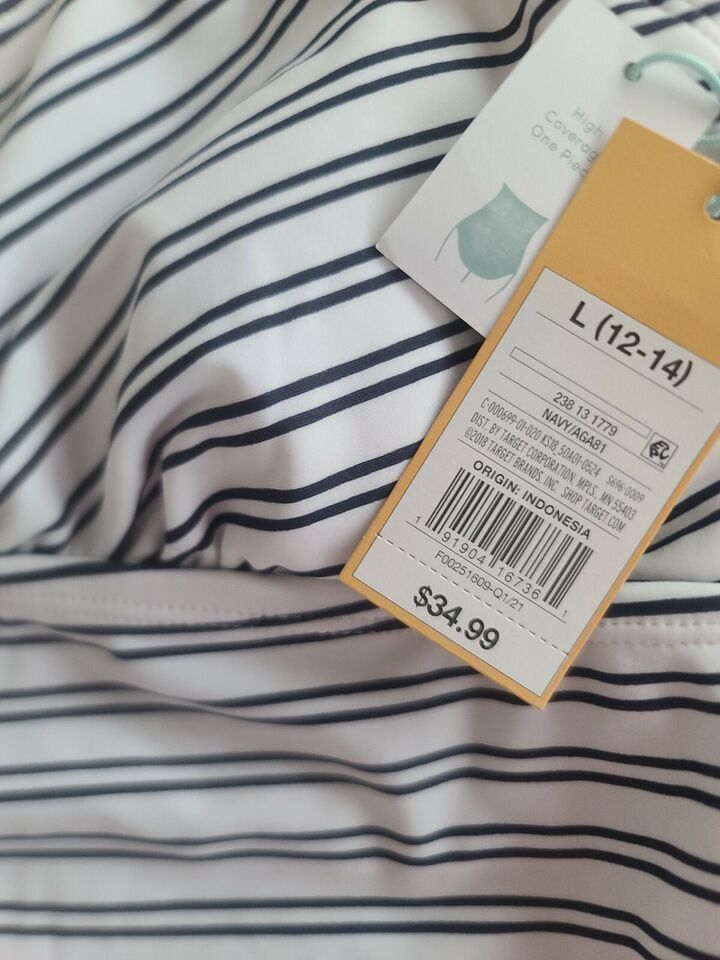 High
Coverag
One Piec
L (12-14)
238 13 1779
NAVY/AGA81
C-000699-01-020 KS18_50A01-0524 S696-0009
DIST. BY TARGET CORPORATION, MPLS, MN 55403
©2018 TARGET BRANDS, INC. SHOP TARGET.COM
ORIGIN: INDONESIA
1 91904 16736 1
F00251609-Q1/21
$34.99